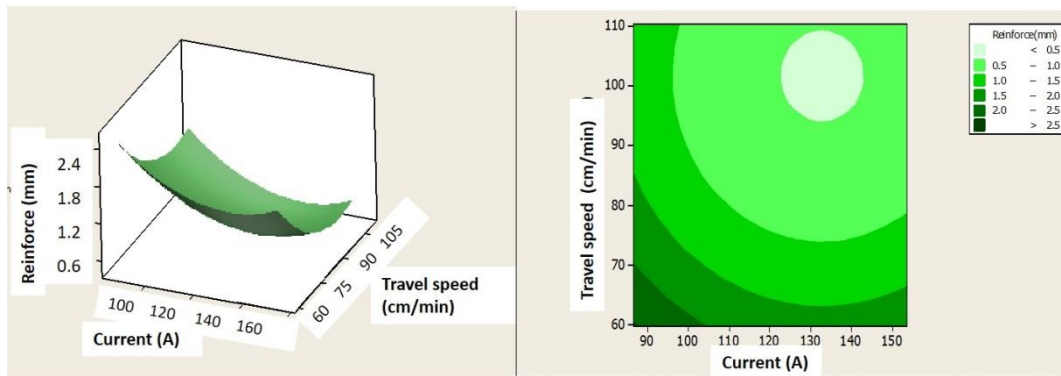 Reinforce (mm)
2.4
1.8
1.2
0.6
100
120
140
160
Current (A)
60
75
90
105
Travel speed
(cm/min)
Travel speed (cm/min)
110
100
90
80
70
60
90 100 110 120 130 140 150
Current (A)
Reinforce(mm)
< 0.5
0.5 – 1.0
1.0 – 1.5
1.5 – 2.0
2.0 – 2.5
> 2.5